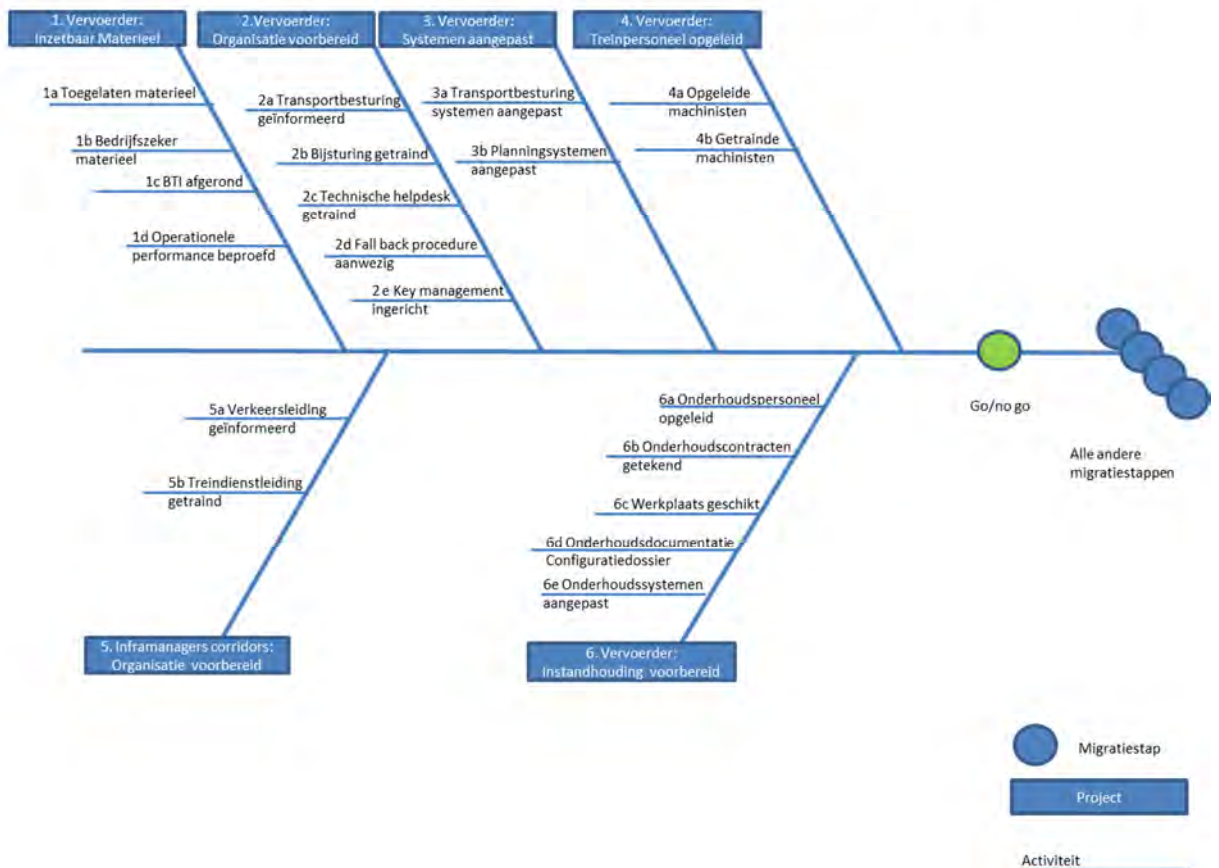 1. Vervoerder:
Inzetbaar Materieel
2.Vervoerder:
Organisatie voorbereid
3. Vervoerder:
Systemen aangepast
4. Vervoerder:
Treinpersoneel opgeleid
1a Toegelaten materieel
1b Bedrijfszeker
materieel
1c BTI afgerond
1d Operationele
performance beproefd
2a Transportbesturing
geïnformeerd
2b Bijsturing getraind
2c Technische helpdesk
getraind
2d Fall back procedure
aanwezig
2e Key management
ingericht
3a Transportbesturing
systemen aangepast
3b Planningsystemen
aangepast
4a Opgeleide
machinisten
4b Getrainde
machinisten
5a Verkeersleiding
geïnformeerd
5b Treindienstleiding
getraind
6a Onderhoudspersoneel
opgeleid
6b Onderhoudscontracten
getekend
6c Werkplaats geschikt
6d Onderhoudsdocumentatie
Configuratiedossier
6e Onderhoudssystemen
aangepast
Go/no go
Alle andere
migratiestappen
5. Inframanagers corridors:
Organisatie voorbereid
6. Vervoerder:
Instandhouding voorbereid
Migratiestap
Project
Activiteit